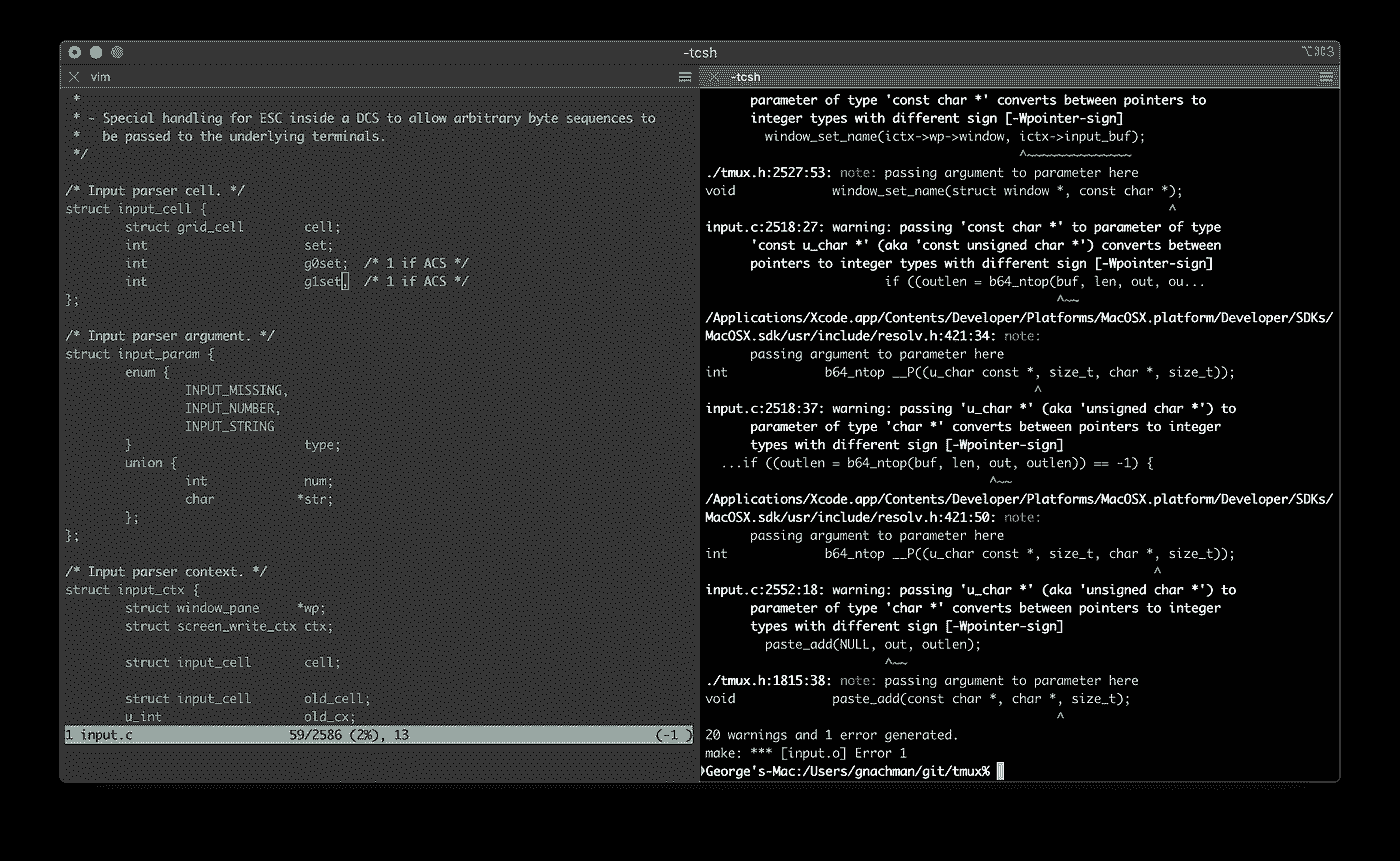 -tcsh
⌥⌘3
vim
*
* - Special handling for ESC inside a DCS to allow arbitrary byte sequences to
*   be passed to the underlying terminals.
*/
/* Input parser cell. */
struct input_cell {
struct grid_cell cell;
int set;
int g0set; /* 1 if ACS */
int g1set; /* 1 if ACS */
};
/* Input parser argument. */
struct input_param {
enum {
INPUT_MISSING,
INPUT_NUMBER,
INPUT_STRING
} type;
union {
int num;
char *str;
};
};
/* Input parser context. */
struct input_ctx {
struct window_pane *wp;
struct screen_write_ctx ctx;
struct input_cell cell;
struct input_cell old_cell;
u_int old_cx;
1 input.c 59/2586 (2%), 13 (-1 )
-tcsh
parameter of type 'const char *' converts between pointers to
integer types with different sign [-Wpointer-sign]
window_set_name(ictx->wp->window, ictx->input_buf);
^~~~~~~~~~~~~~~
./tmux.h:2527:53: note: passing argument to parameter here
void window_set_name(struct window *, const char *);
^
input.c:2518:27: warning: passing 'const char *' to parameter of type
'const u_char *' (aka 'const unsigned char *') converts between
pointers to integer types with different sign [-Wpointer-sign]
if ((outlen = b64_ntop(buf, len, out, ou...
^~~
/Applications/Xcode.app/Contents/Developer/Platforms/MacOSX.platform/Developer/SDKs/
MacOSX.sdk/usr/include/resolv.h:421:34: note:
passing argument to parameter here
int b64_ntop __P((u_char const *, size_t, char *, size_t));
^
input.c:2518:37: warning: passing 'u_char *' (aka 'unsigned char *') to
parameter of type 'char *' converts between pointers to integer
types with different sign [-Wpointer-sign]
...if ((outlen = b64_ntop(buf, len, out, outlen)) == -1) {
^~~
/Applications/Xcode.app/Contents/Developer/Platforms/MacOSX.platform/Developer/SDKs/
MacOSX.sdk/usr/include/resolv.h:421:50: note:
passing argument to parameter here
int b64_ntop __P((u_char const *, size_t, char *, size_t));
^
input.c:2552:18: warning: passing 'u_char *' (aka 'unsigned char *') to
parameter of type 'char *' converts between pointers to integer
types with different sign [-Wpointer-sign]
paste_add(NULL, out, outlen);
^~~
./tmux.h:1815:38: note: passing argument to parameter here
void paste_add(const char *, char *, size_t);
^
20 warnings and 1 error generated.
make: *** [input.o] Error 1
George's-Mac:/Users/gnachman/git/tmux%